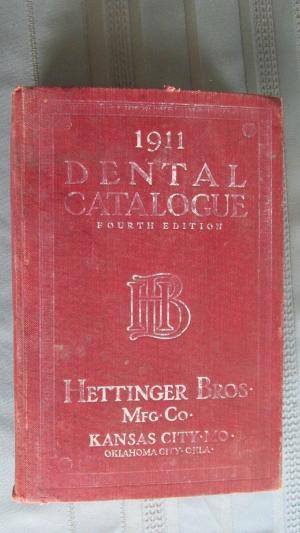 1911
DENTAL
CATALOGUE
FOURTH EDITION
HB
HETTINGER BROS·
MFG·CO·
KANSAS CITY·MO·
OKLAHOMA CITY·OKLA·